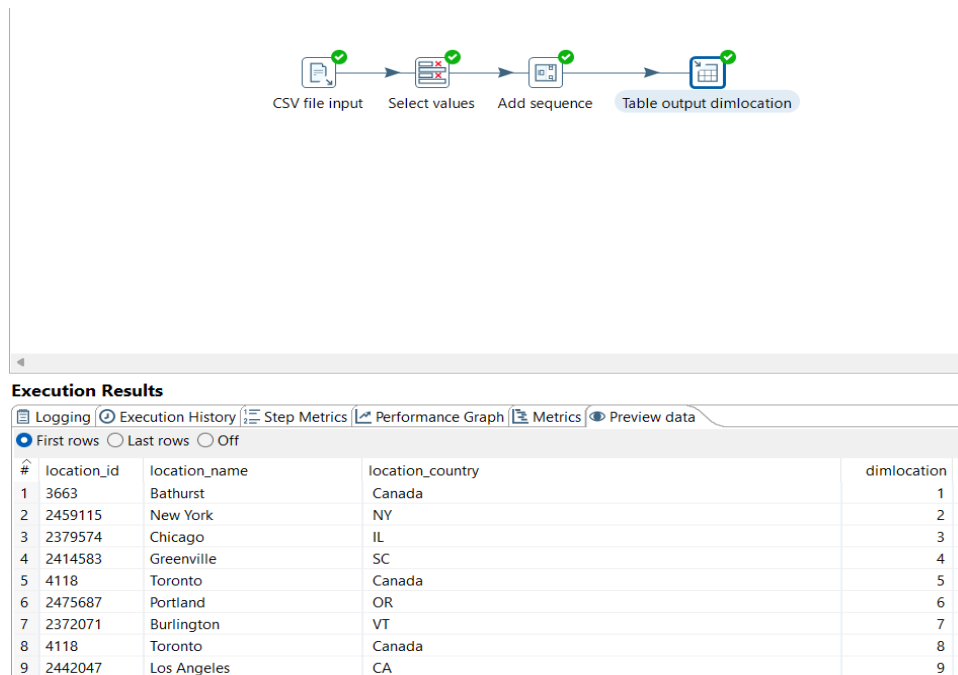 CSV file input Select values Add sequence Table output dimlocation
Execution Results
Logging Execution History Step Metrics Performance Graph Metrics Preview data
First rows Last rows Off
# location_id location_name location_country dimlocation
1 3663 Bathurst Canada 1
2 2459115 New York NY 2
3 2379574 Chicago IL 3
4 2414583 Greenville SC 4
5 4118 Toronto Canada 5
6 2475687 Portland OR 6
7 2372071 Burlington VT 7
8 4118 Toronto Canada 8
9 2442047 Los Angeles CA 9